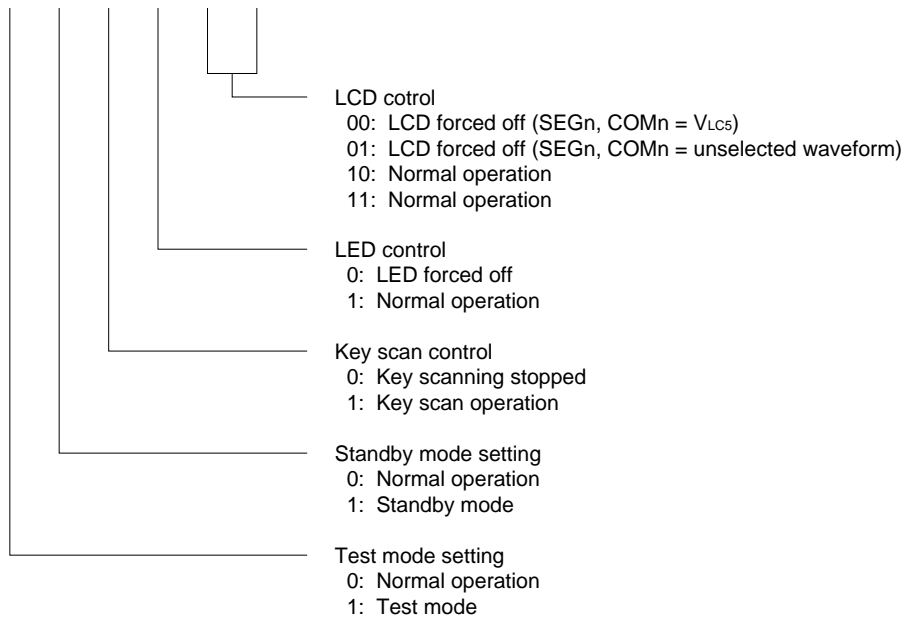 LCD cotrol
00: LCD forced off (SEGn, COMn = VLC5)
01: LCD forced off (SEGn, COMn = unselected waveform)
10: Normal operation
11: Normal operation
LED control
0: LED forced off
1: Normal operation
Key scan control
0: Key scanning stopped
1: Key scan operation
Standby mode setting
0: Normal operation
1: Standby mode
Test mode setting
0: Normal operation
1: Test mode